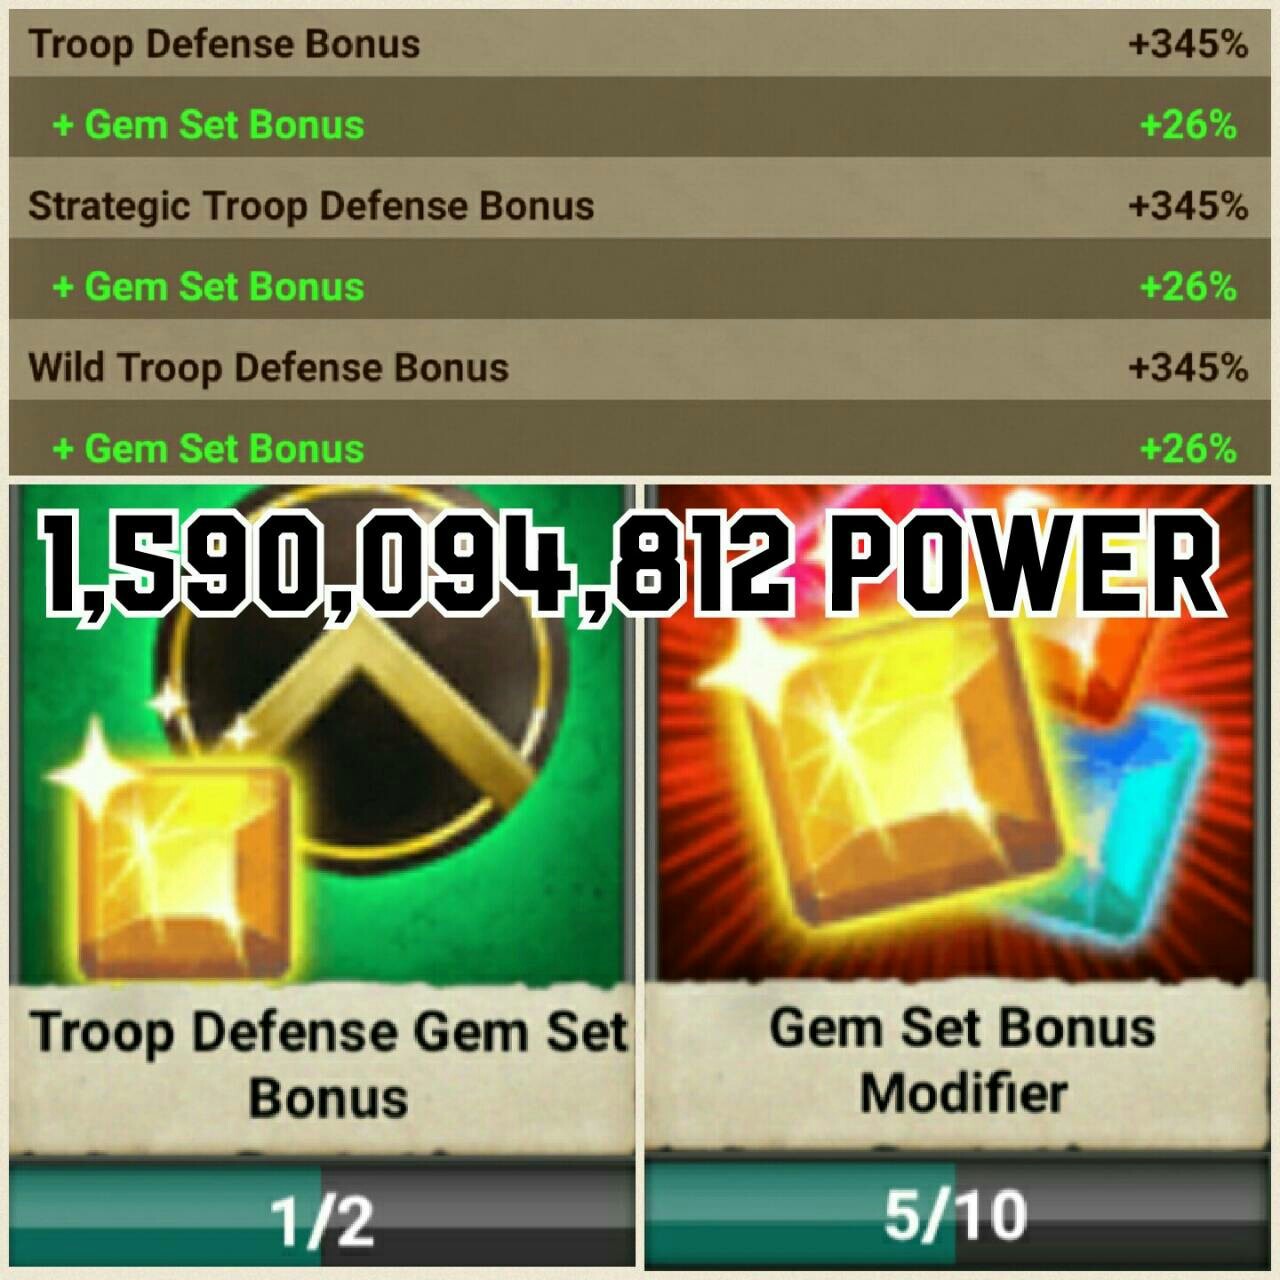 Troop Defense Bonus +345%
+ Gem Set Bonus +26%
Strategic Troop Defense Bonus +345%
+ Gem Set Bonus +26%
Wild Troop Defense Bonus +345%
+ Gem Set Bonus +26%
1,590,094,812 POWER
Troop Defense Gem Set
Bonus
1/2
Gem Set Bonus
Modifier
5/10